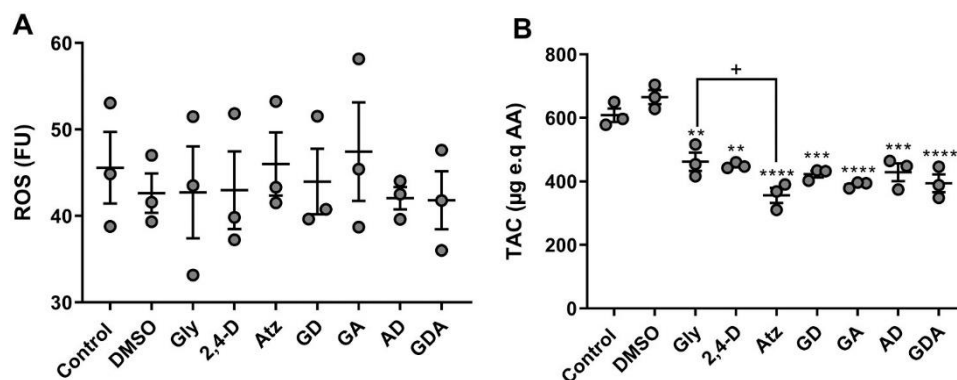 A
ROS (FU)
60
50
40
30
Control
DMSO
Gly
2,4-D
Atz
GD
GA
AD
GDA
B
TAC (µg e.q AA)
800
600
400
200
0
+
**
**
****
***
****
***
****
Control
DMSO
Gly
2,4-D
Atz
GD
GA
AD
GDA